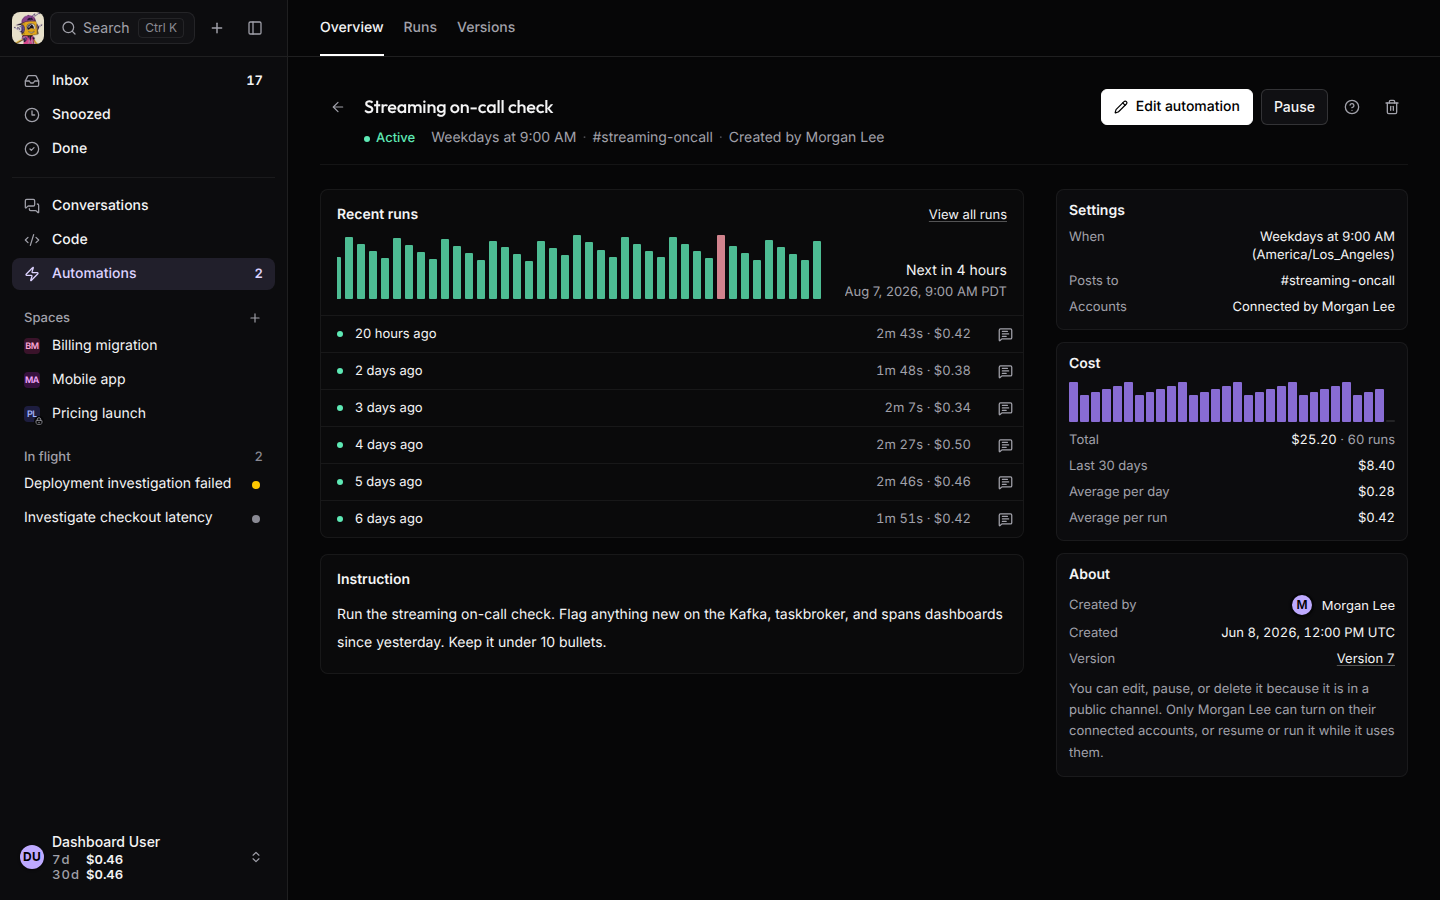 Search Ctrl K
Overview Runs Versions
Inbox 17
Snoozed
Done
Conversations
Code
Automations 2
Spaces
BM Billing migration
MA Mobile app
PL Pricing launch
In flight 2
Deployment investigation failed
Investigate checkout latency
DU Dashboard User
7d $0.46
30d $0.46
Streaming on-call check
Edit automation Pause
Active Weekdays at 9:00 AM · #streaming-oncall · Created by Morgan Lee
Recent runs View all runs
Next in 4 hours
Aug 7, 2026, 9:00 AM PDT
20 hours ago 2m 43s · $0.42
2 days ago 1m 48s · $0.38
3 days ago 2m 7s · $0.34
4 days ago 2m 27s · $0.50
5 days ago 2m 46s · $0.46
6 days ago 1m 51s · $0.42
Instruction
Run the streaming on-call check. Flag anything new on the Kafka, taskbroker, and spans dashboards
since yesterday. Keep it under 10 bullets.
Settings
When Weekdays at 9:00 AM
(America/Los_Angeles)
Posts to #streaming-oncall
Accounts Connected by Morgan Lee
Cost
Total $25.20 · 60 runs
Last 30 days $8.40
Average per day $0.28
Average per run $0.42
About
Created by M Morgan Lee
Created Jun 8, 2026, 12:00 PM UTC
Version Version 7
You can edit, pause, or delete it because it is in a
public channel. Only Morgan Lee can turn on their
connected accounts, or resume or run it while it uses
them.